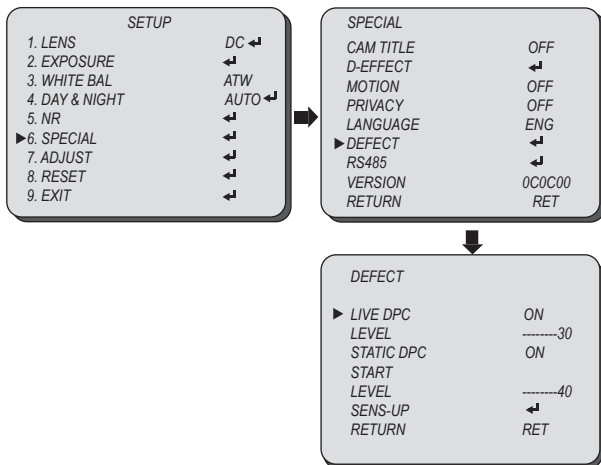 SETUP
1. LENS DC ↲
2. EXPOSURE ↲
3. WHITE BAL ATW
4. DAY & NIGHT AUTO ↲
5. NR ↲
▶6. SPECIAL ↲
7. ADJUST ↲
8. RESET ↲
9. EXIT ↲
SPECIAL
CAM TITLE OFF
D-EFFECT ↲
MOTION OFF
PRIVACY OFF
LANGUAGE ENG
▶DEFECT ↲
RS485 ↲
VERSION 0C0C00
RETURN RET
DEFECT
▶ LIVE DPC ON
LEVEL --------30
STATIC DPC ON
START
LEVEL --------40
SENS-UP ↲
RETURN RET